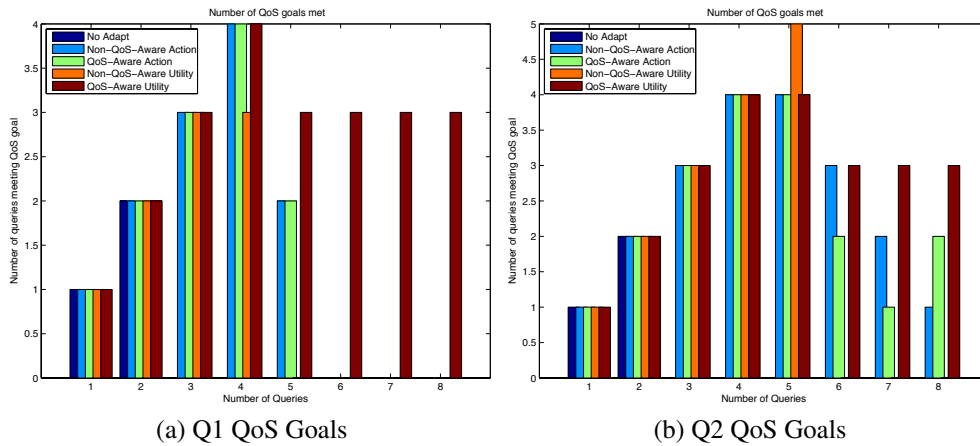 Number of QoS goals met
4
3.5
3
2.5
2
1.5
1
0.5
0
Number of queries meeting QoS goal
No Adapt
Non−QoS−Aware Action
QoS−Aware Action
Non−QoS−Aware Utility
QoS−Aware Utility
1 2 3 4 5 6 7 8
Number of Queries
(a) Q1 QoS Goals
Number of QoS goals met
5
4.5
4
3.5
3
2.5
2
1.5
1
0.5
0
Number of queries meeting QoS goal
No Adapt
Non−QoS−Aware Action
QoS−Aware Action
Non−QoS−Aware Utility
QoS−Aware Utility
1 2 3 4 5 6 7 8
Number of Queries
(b) Q2 QoS Goals